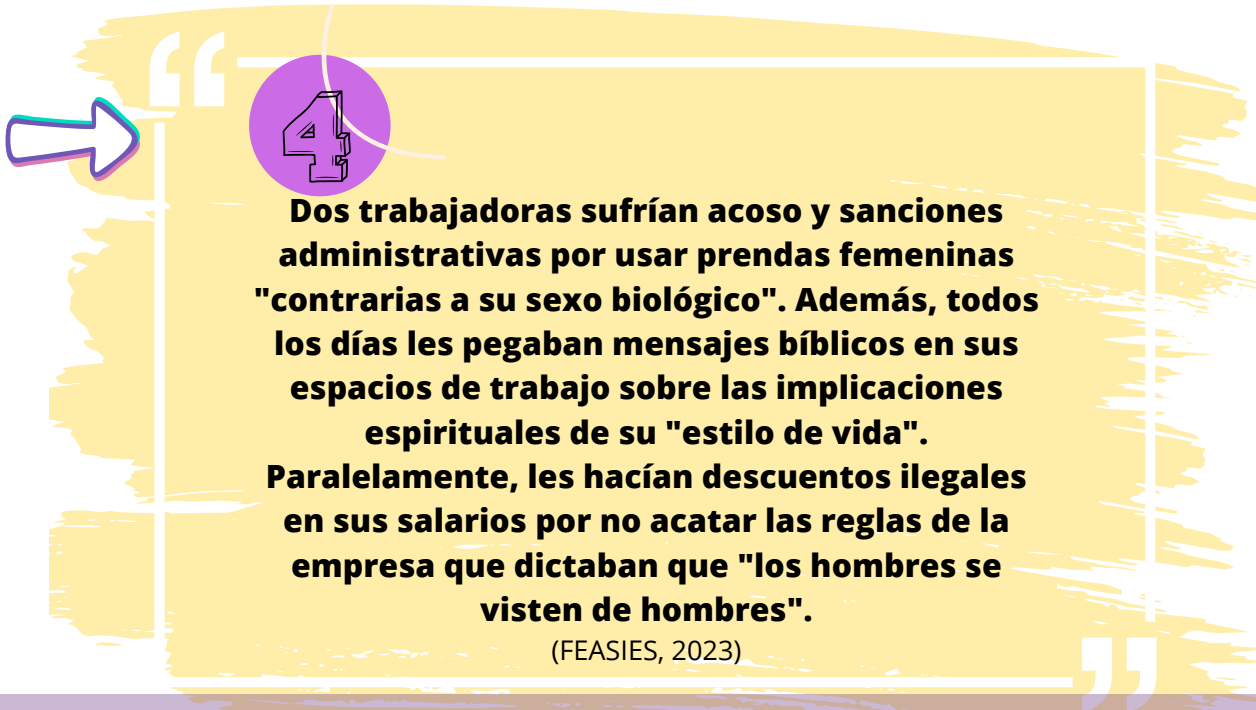 4
Dos trabajadoras sufrían acoso y sanciones
administrativas por usar prendas femeninas
"contrarias a su sexo biológico". Además, todos
los días les pegaban mensajes bíblicos en sus
espacios de trabajo sobre las implicaciones
espirituales de su "estilo de vida".
Paralelamente, les hacían descuentos ilegales
en sus salarios por no acatar las reglas de la
empresa que dictaban que "los hombres se
visten de hombres".
(FEASIES, 2023)